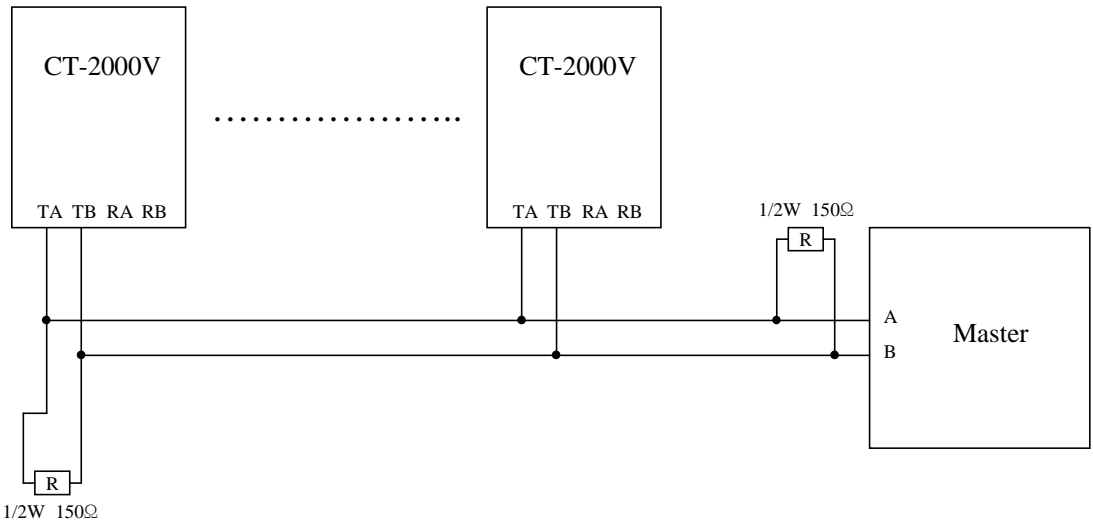 CT-2000V
CT-2000V
TA TB RA RB
TA TB RA RB
1/2W 150Ω
R
A
B
Master
R
1/2W 150Ω